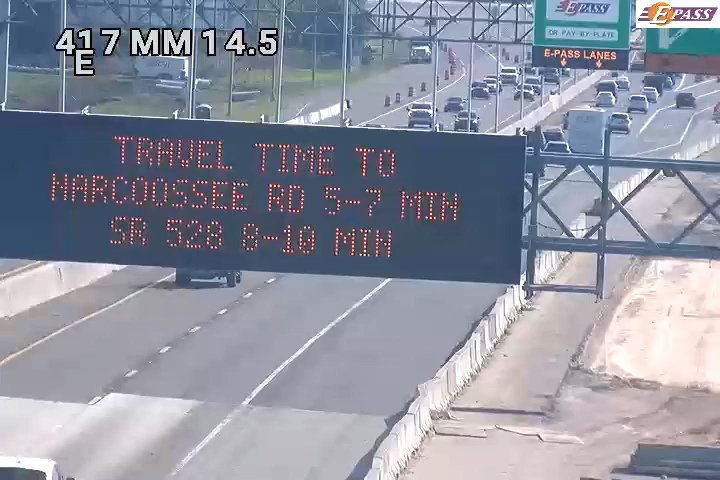 417 MM 14.5
E
E-PASS
E-PASS
OR PAY-BY-PLATE
E-PASS LANES
TRAVEL TIME TO
NARCOOSSEE RD 5-7 MIN
SR 528 8-10 MIN